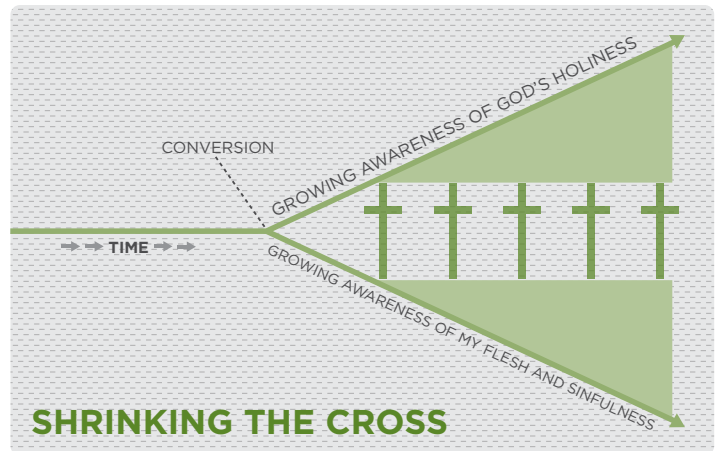 GROWING AWARENESS OF GOD'S HOLINESS
CONVERSION
TIME
GROWING AWARENESS OF MY FLESH AND SINFULNESS
SHRINKING THE CROSS